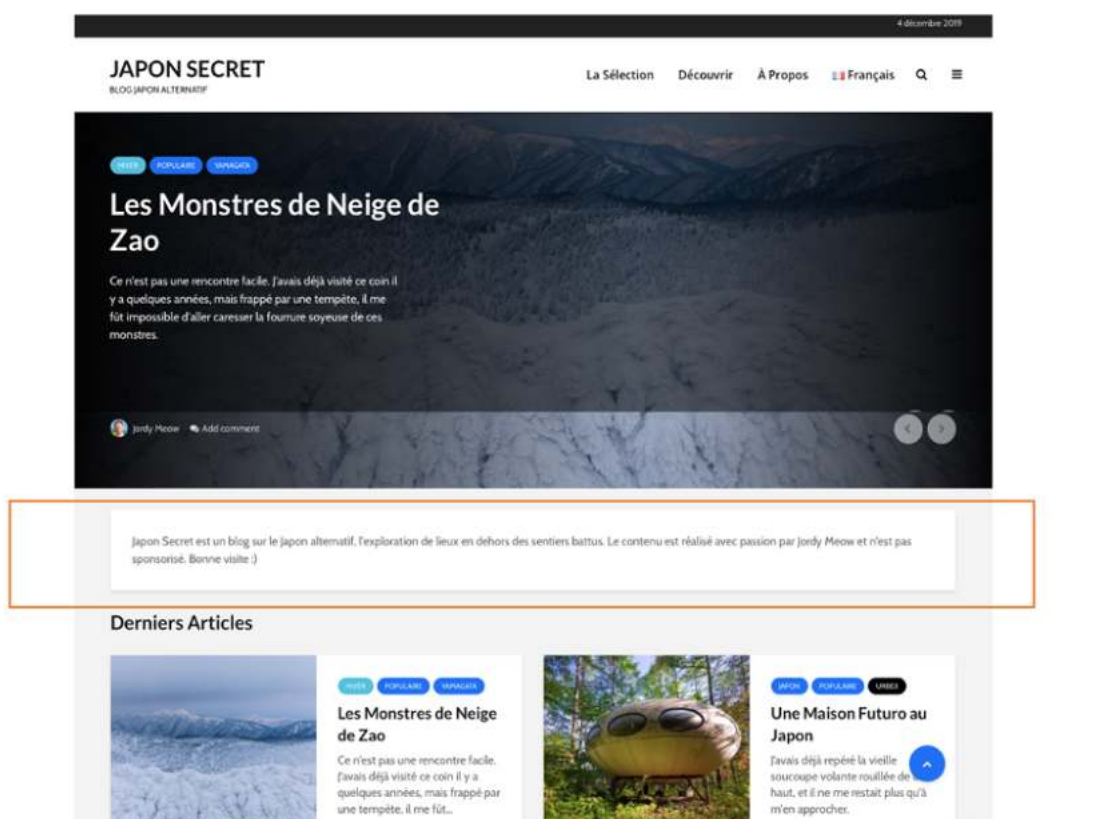 4 décembre 2019
JAPON SECRET
BLOG JAPON ALTERNATIF
La Sélection Découvrir À Propos Français
HIVER POPULAIRE YAMAGATA
Les Monstres de Neige de
Zao
Ce n'est pas une rencontre facile. J'avais déjà visité ce coin il
y a quelques années, mais frappé par une tempête, il me
fût impossible d'aller caresser la fourrure soyeuse de ces
monstres.
Jordy Meow Add comment
Japon Secret est un blog sur le Japon alternatif, l'exploration de lieux en dehors des sentiers battus. Le contenu est réalisé avec passion par Jordy Meow et n'est pas
sponsorisé. Bonne visite :)
Derniers Articles
HIVER POPULAIRE YAMAGATA
Les Monstres de Neige
de Zao
Ce n'est pas une rencontre facile.
J'avais déjà visité ce coin il y a
quelques années, mais frappé par
une tempête, il me fût...
JAPON POPULAIRE URBEX
Une Maison Futuro au
Japon
J'avais déjà repéré la vieille
soucoupe volante rouillée de
haut, et il ne me restait plus qu'à
m'en approcher.